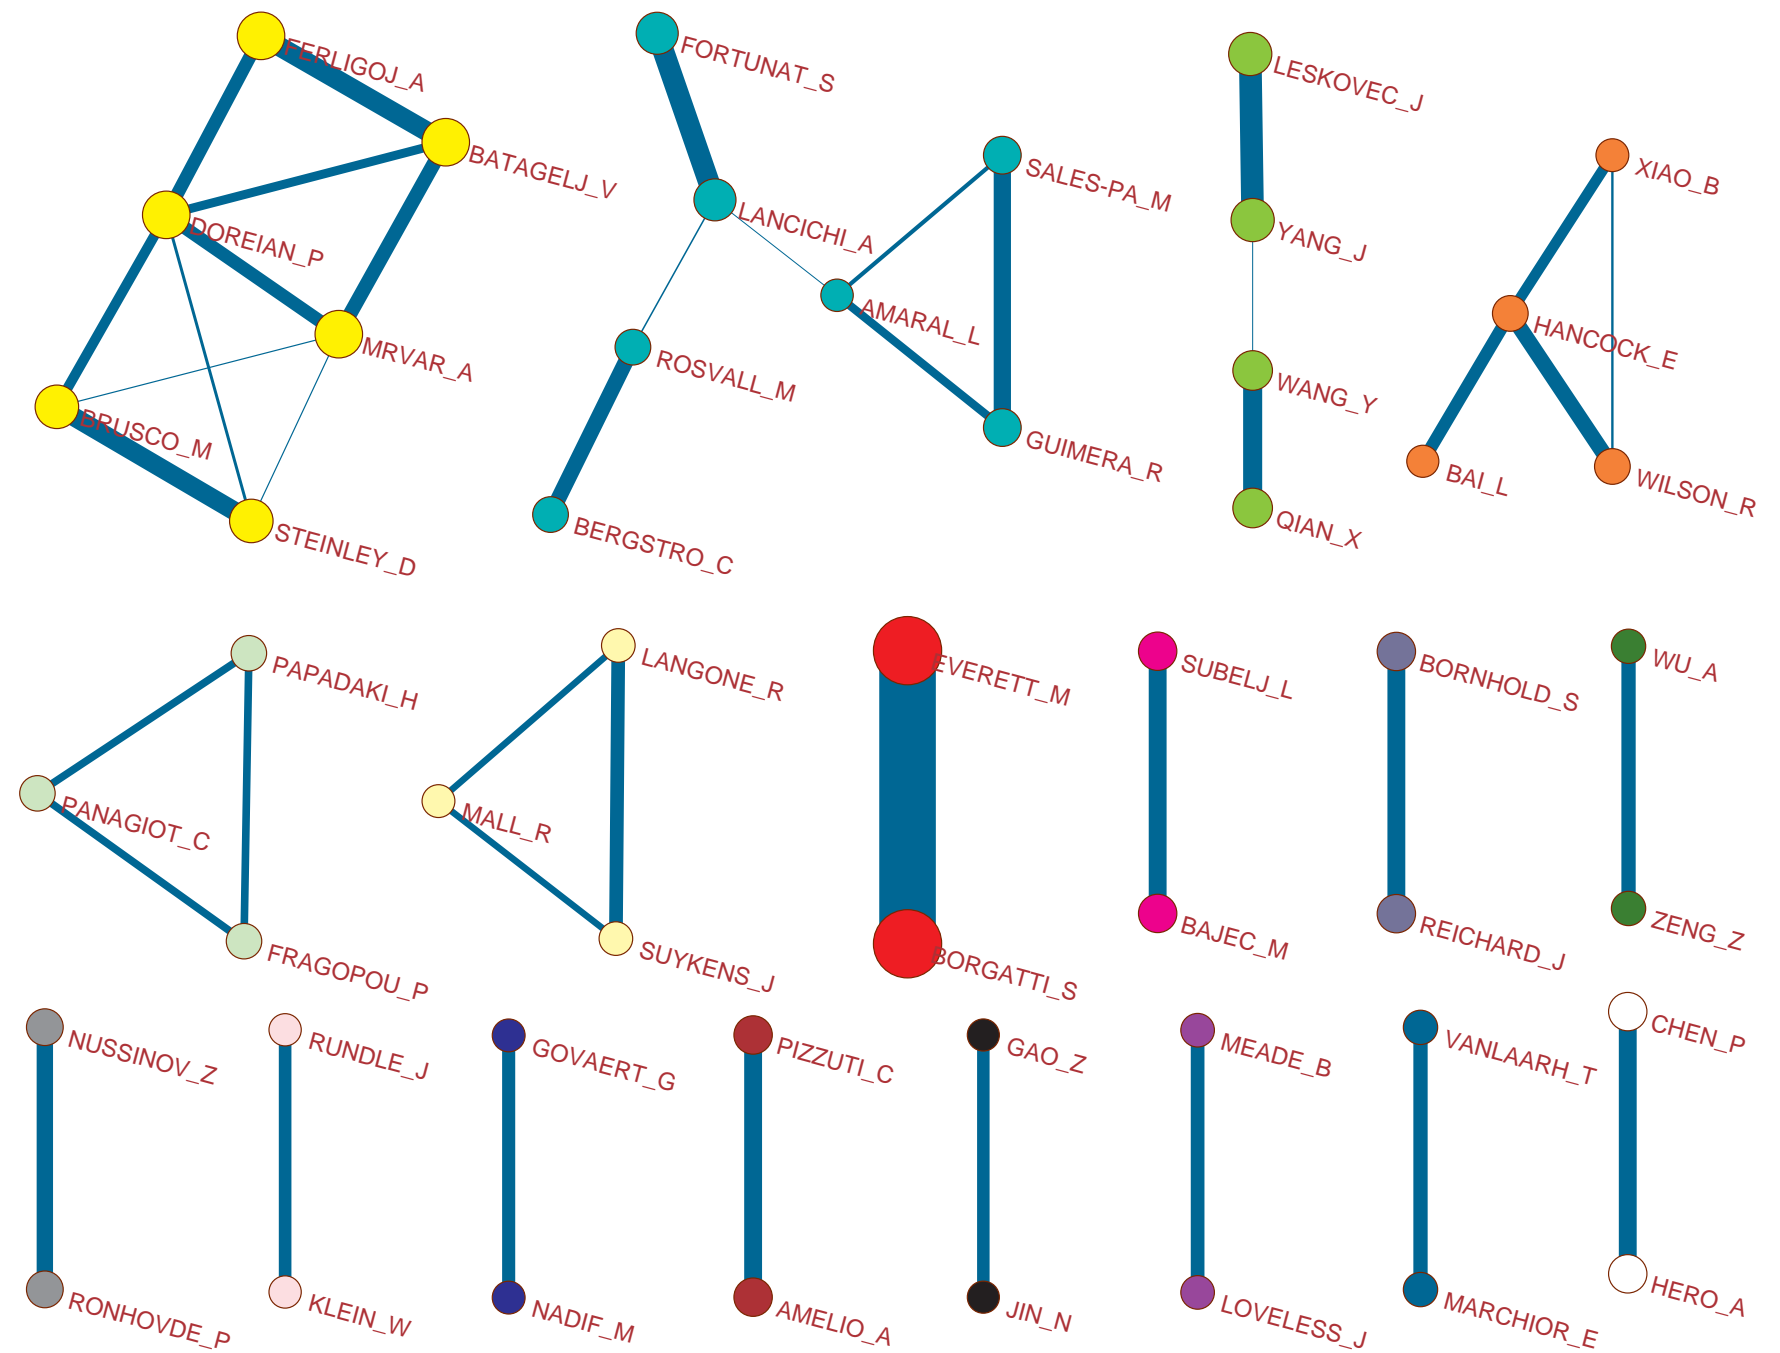 FERLIGOJ_A
BATAGELJ_V
DOREIAN_P
MRVAR_A
BRUSCO_M
STEINLEY_D
FORTUNAT_S
LANCICHI_A
SALES-PA_M
AMARAL_L
ROSVALL_M
GUIMERA_R
BERGSTRO_C
LESKOVEC_J
YANG_J
WANG_Y
QIAN_X
XIAO_B
HANCOCK_E
BAI_L
WILSON_R
PAPADAKI_H
PANAGIOT_C
FRAGOPOU_P
LANGONE_R
MALL_R
SUYKENS_J
EVERETT_M
BORGATTI_S
SUBELJ_L
BAJEC_M
BORNHOLD_S
REICHARD_J
WU_A
ZENG_Z
NUSSINOV_Z
RONHOVDE_P
RUNDLE_J
KLEIN_W
GOVAERT_G
NADIF_M
PIZZUTI_C
AMELIO_A
GAO_Z
JIN_N
MEADE_B
LOVELESS_J
VANLAARH_T
MARCHIOR_E
CHEN_P
HERO_A